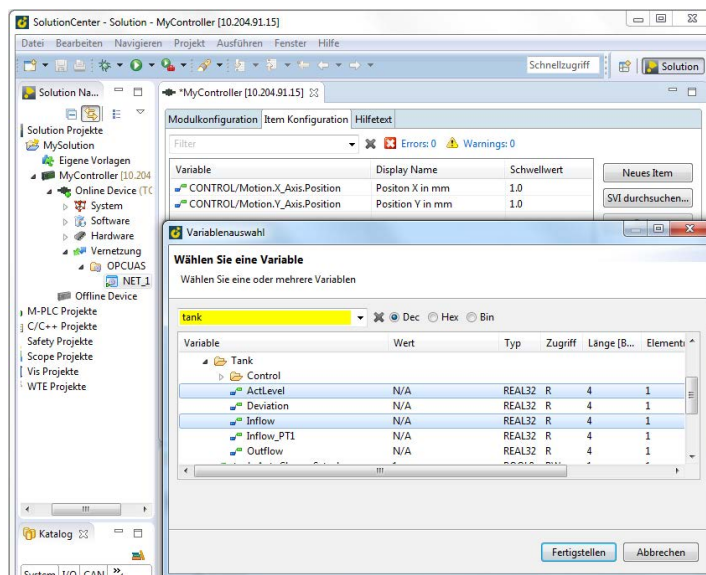 SolutionCenter - Solution - MyController [10.204.91.15]
Datei Bearbeiten Navigieren Projekt Ausführen Fenster Hilfe
Schnellzugriff Solution
Solution Na...
*MyController [10.204.91.15]
Modulkonfiguration Item Konfiguration Hilfetext
Filter Errors: 0 Warnings: 0
Variable Display Name Schwellwert
CONTROL/Motion.X_Axis.Position Positon X in mm 1.0
CONTROL/Motion.Y_Axis.Position Position Y in mm 1.0
Neues Item
SVI durchsuchen...
Solution Projekte
MySolution
Eigene Vorlagen
MyController [10.204
Online Device (TC
System
Software
Hardware
Vernetzung
OPCUAS
NET_1
Offline Device
M-PLC Projekte
C/C++ Projekte
Safety Projekte
Scope Projekte
Vis Projekte
WTE Projekte
Katalog
System I/O CAN
Variablenauswahl
Wählen Sie eine Variable
Wählen Sie eine oder mehrere Variablen
tank Dec Hex Bin
Variable Wert Typ Zugriff Länge [B... Element
Tank
Control
ActLevel N/A REAL32 R 4 1
Deviation N/A REAL32 R 4 1
Inflow N/A REAL32 R 4 1
Inflow_PT1 N/A REAL32 R 4 1
Outflow N/A REAL32 R 4 1
Fertigstellen Abbrechen